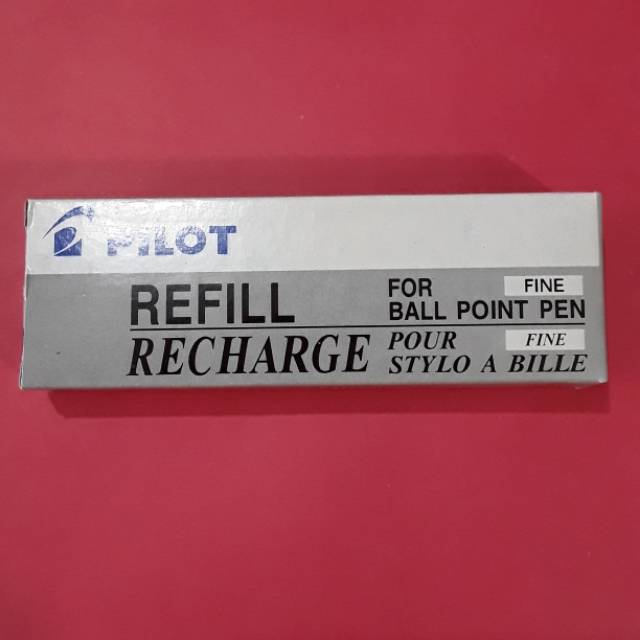 PILOT
REFILL
RECHARGE
FOR FINE
BALL POINT PEN
POUR FINE
STYLO A BILLE